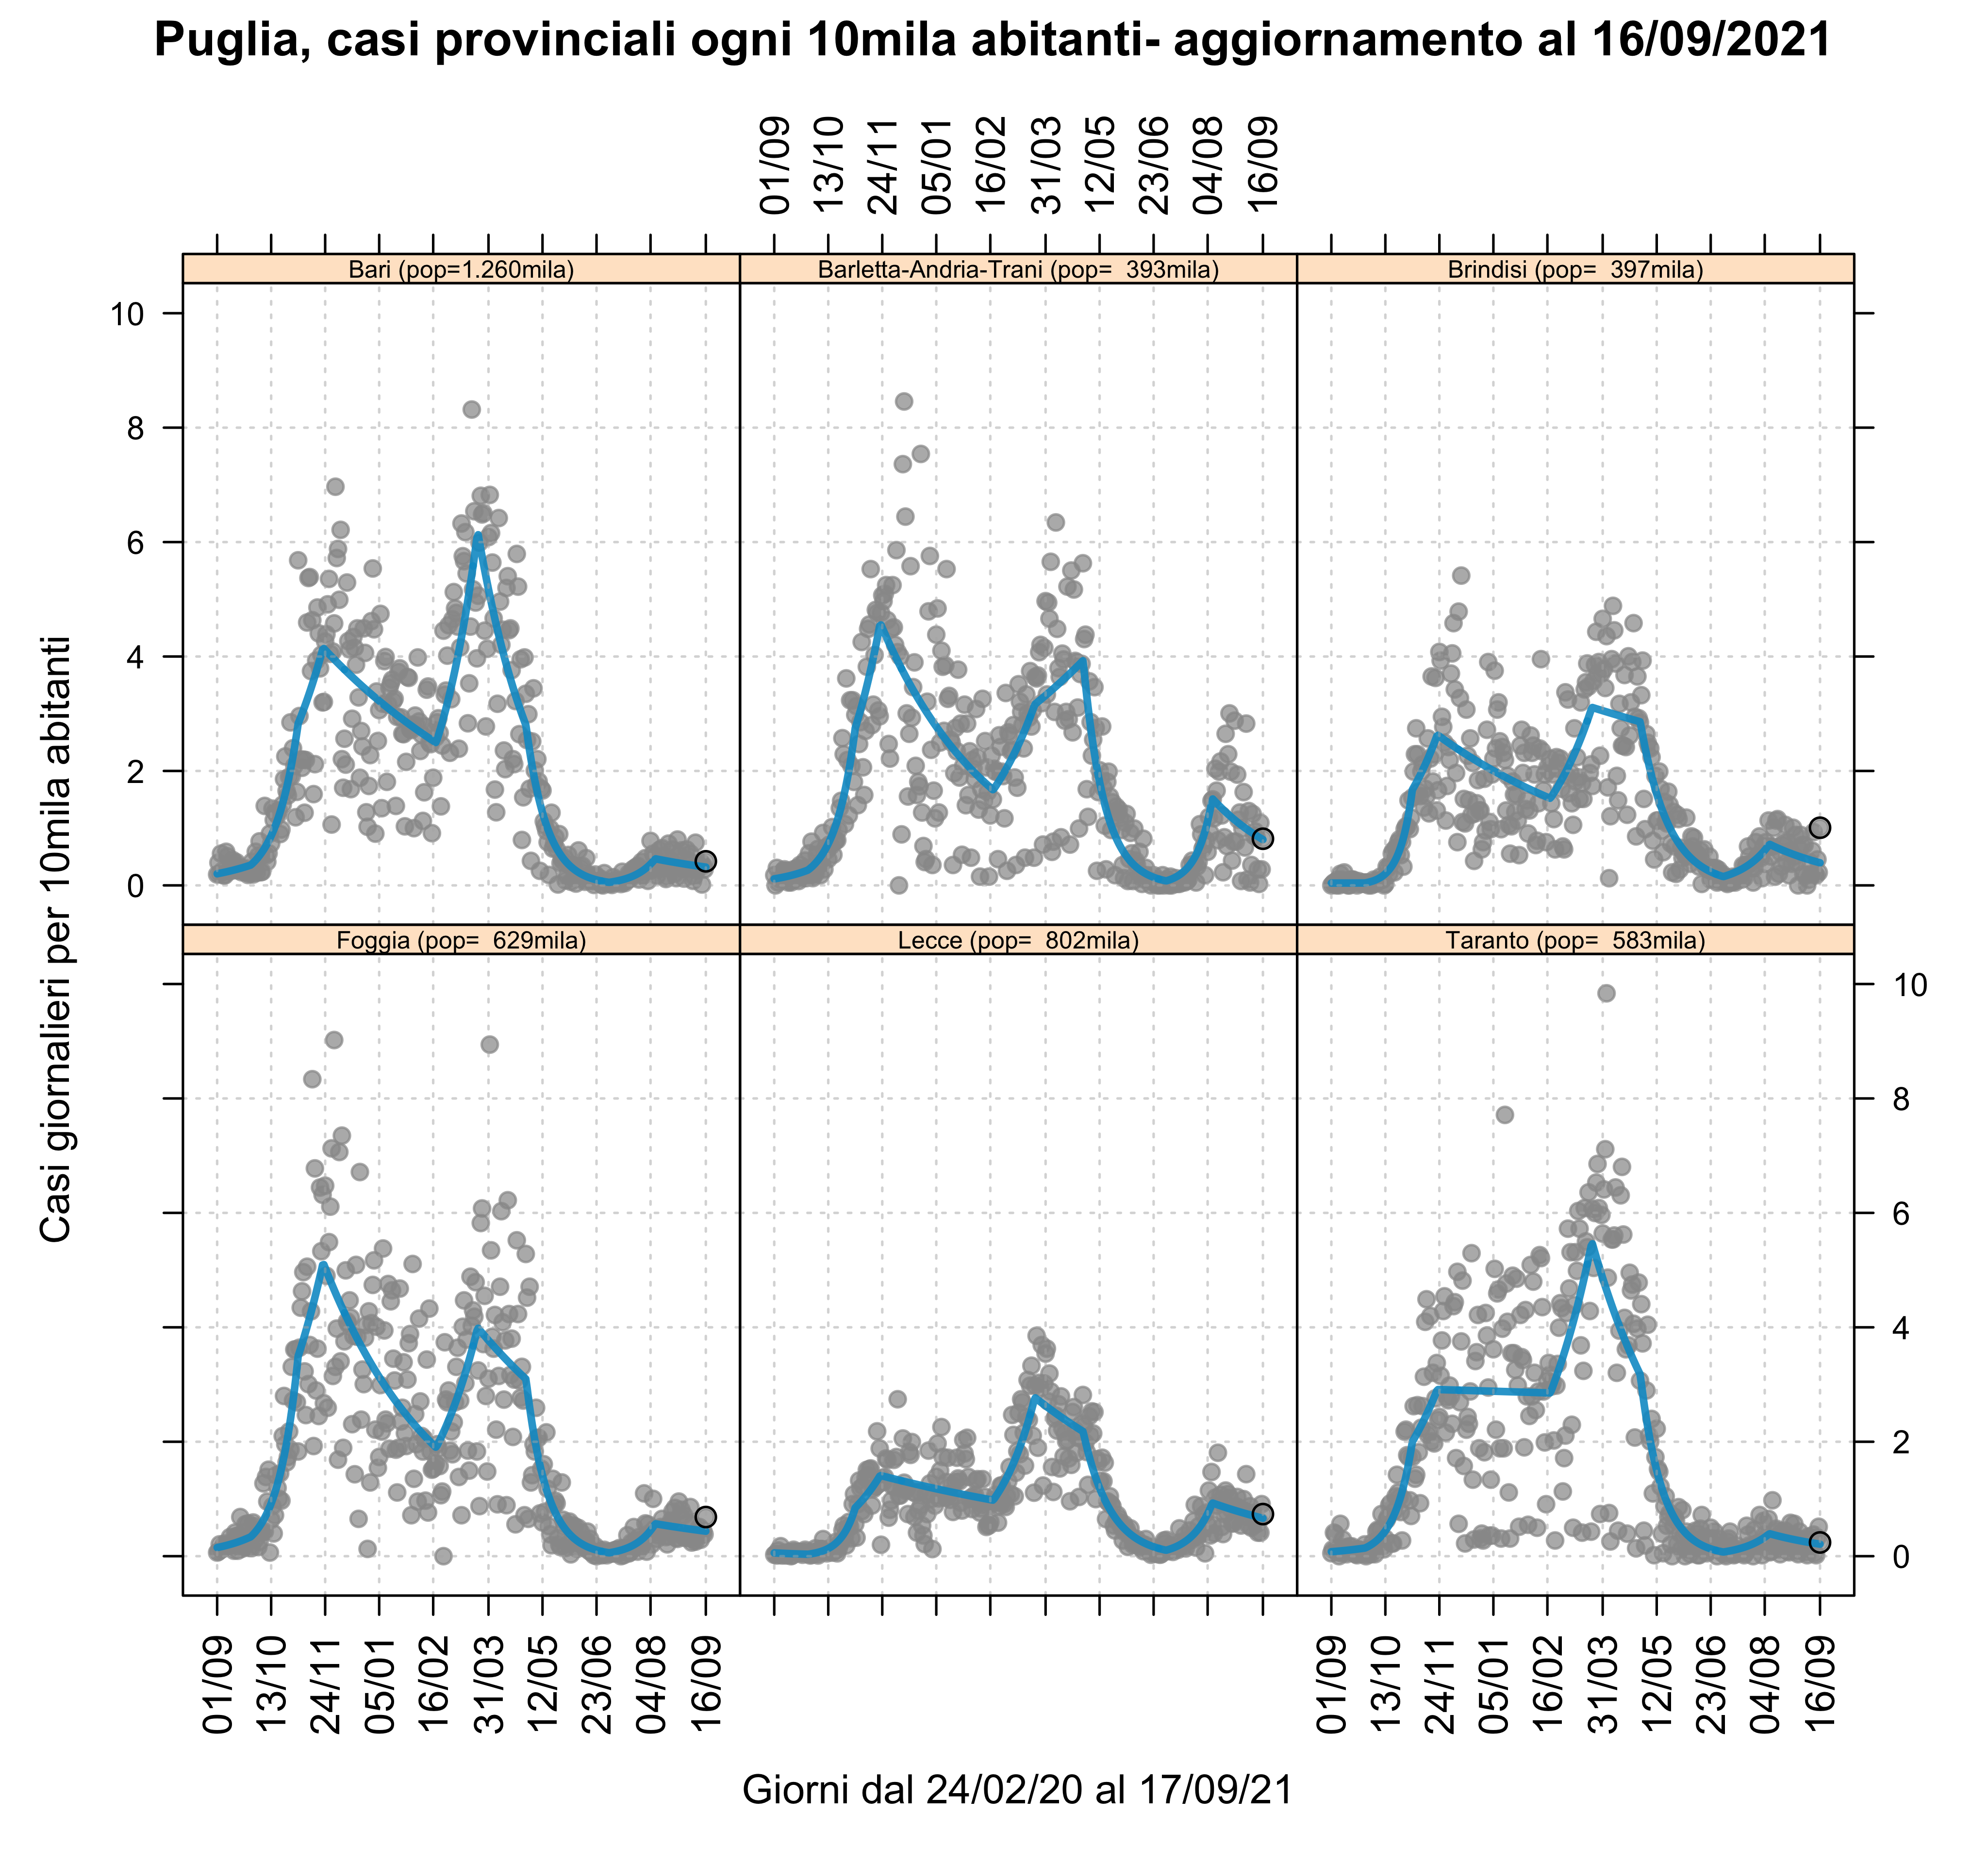 Puglia, casi provinciali ogni 10mila abitanti- aggiornamento al 16/09/2021
01/09 13/10 24/11 05/01 16/02 31/03 12/05 23/06 04/08 16/09
Bari (pop=1.260mila)
Barletta-Andria-Trani (pop=  393mila)
Brindisi (pop=  397mila)
10
8
6
4
2
0
Casi giornalieri per 10mila abitanti
Foggia (pop=  629mila)
Lecce (pop=  802mila)
Taranto (pop=  583mila)
10
8
6
4
2
0
01/09 13/10 24/11 05/01 16/02 31/03 12/05 23/06 04/08 16/09
01/09 13/10 24/11 05/01 16/02 31/03 12/05 23/06 04/08 16/09
Giorni dal 24/02/20 al 17/09/21